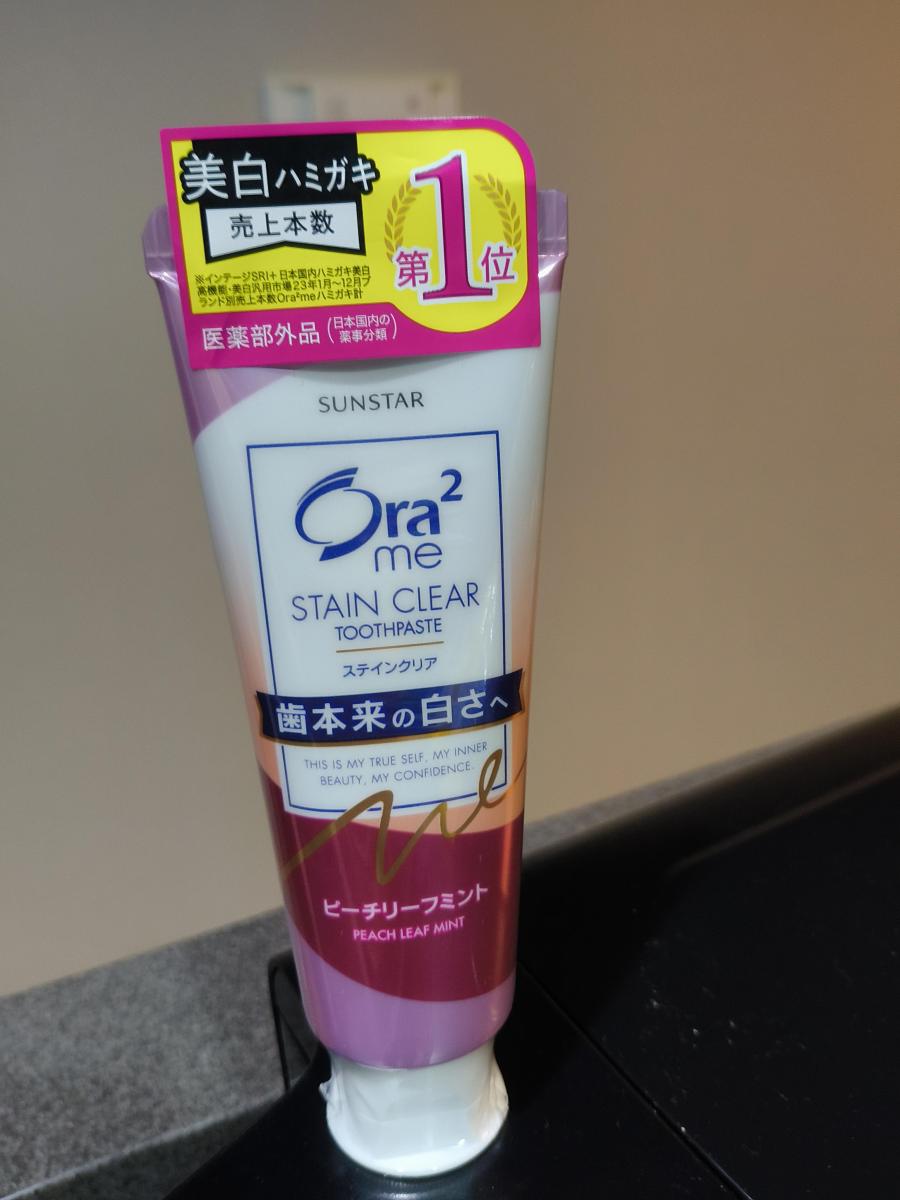 美白ハミガキ
売上本数
第1位
※インテージSRI+日本国内ハミガキ美白
高機能・美白汎用市場23年1月～12月ブ
ランド別売上本数Ora²meハミガキ計
医薬部外品(日本国内の
薬事分類)
SUNSTAR
Ora²
me
STAIN CLEAR
TOOTHPASTE
ステインクリア
歯本来の白さへ
THIS IS MY TRUE SELF, MY INNER
BEAUTY, MY CONFIDENCE.
me
ピーチリーフミント
PEACH LEAF MINT